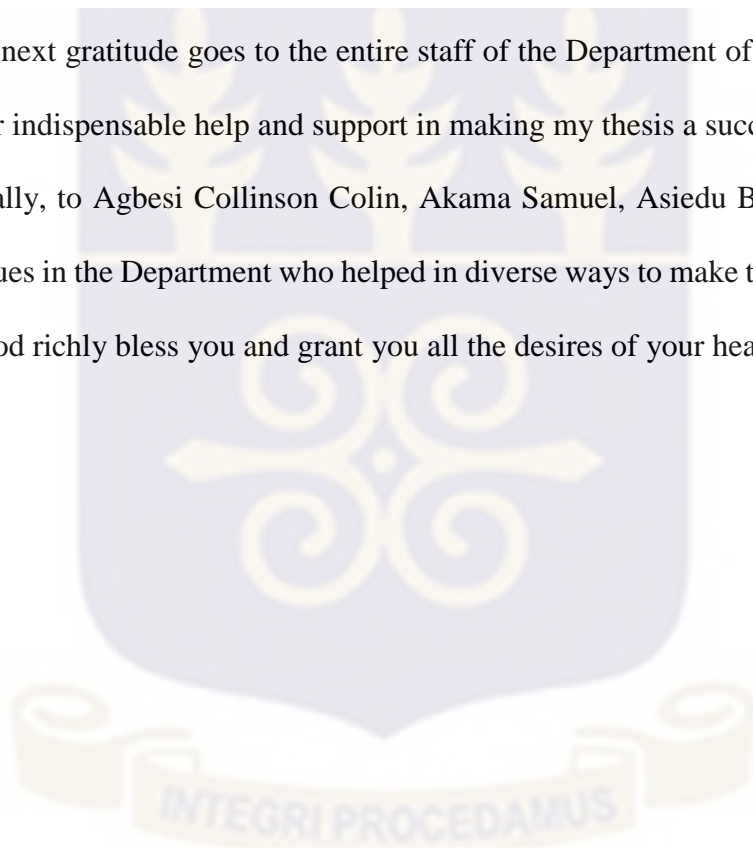 next gratitude goes to the entire staff of the Department of
r indispensable help and support in making my thesis a succ
ally, to Agbesi Collinson Colin, Akama Samuel, Asiedu B
ues in the Department who helped in diverse ways to make t
od richly bless you and grant you all the desires of your hea
INTEGRI PROCEDAMUS